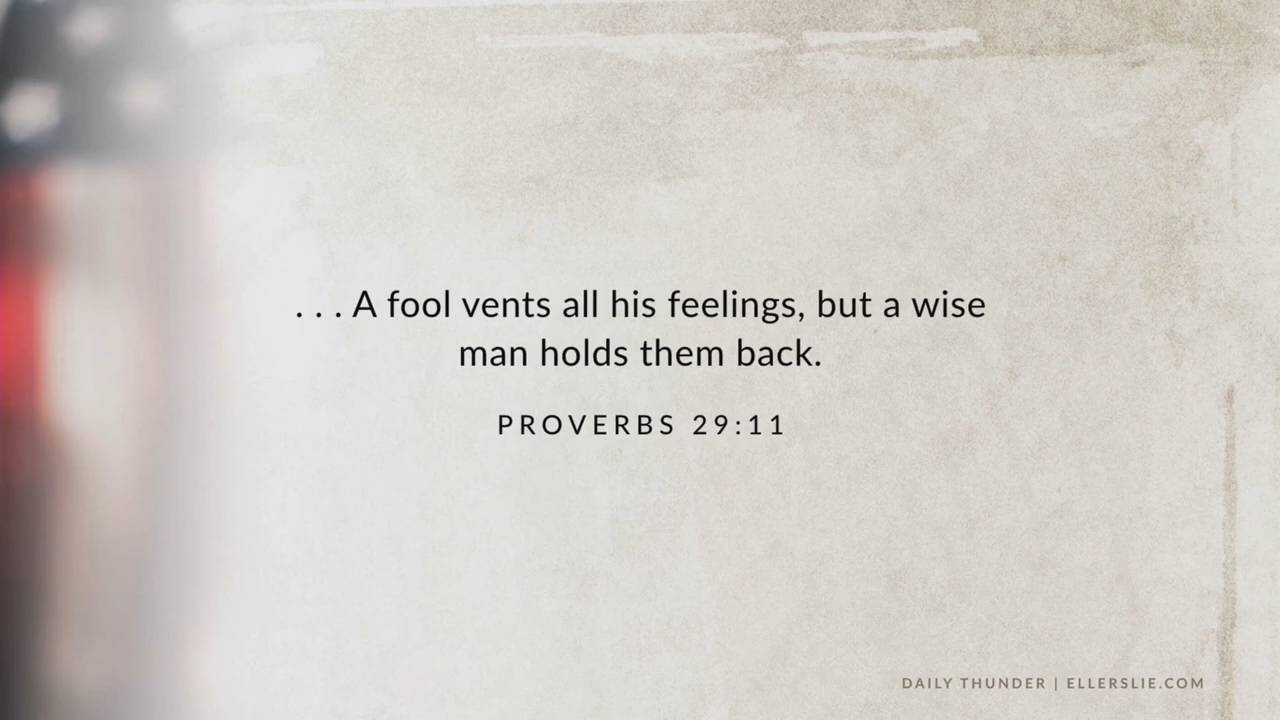 . . . A fool vents all his feelings, but a wise
man holds them back.
PROVERBS 29:11
DAILY THUNDER | ELLERSLIE.COM